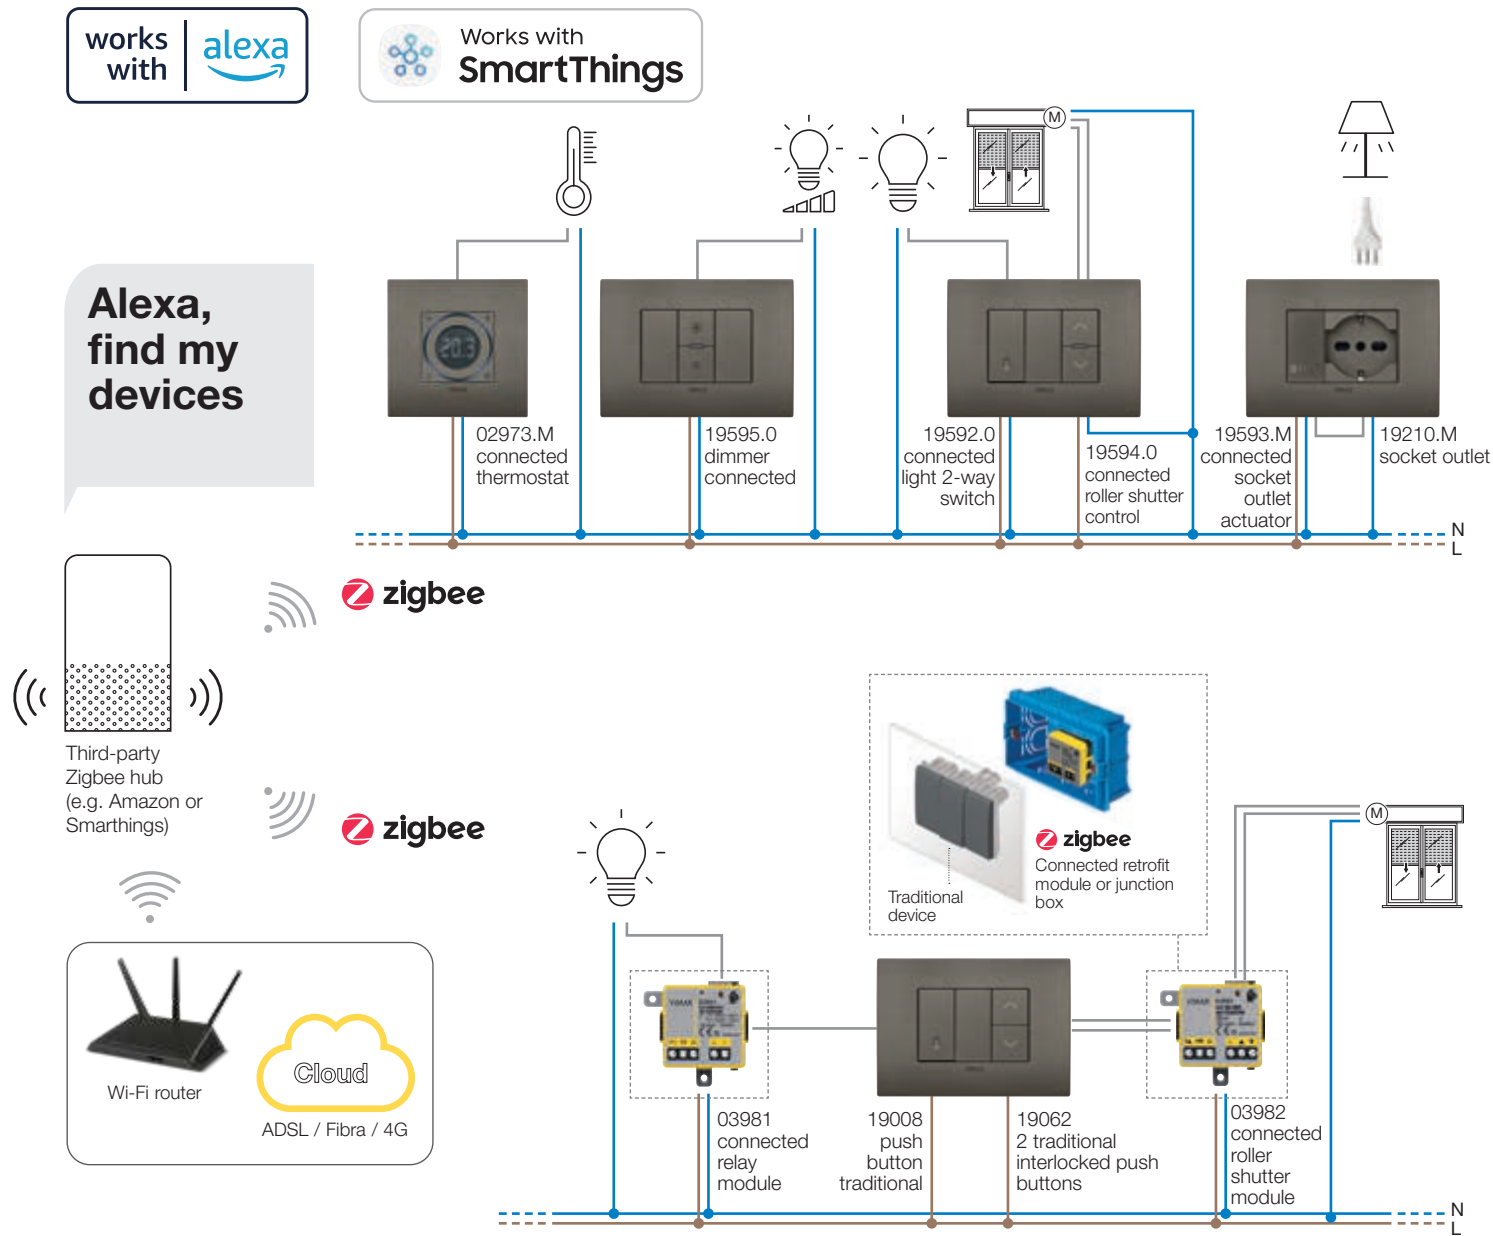 works
with
alexa
Works with
SmartThings
M
Alexa,
find my
devices
20.3
02973.M
connected
thermostat
19595.0
dimmer
connected
19592.0
connected
light 2-way
switch
19594.0
connected
roller shutter
control
19593.M
connected
socket
outlet
actuator
19210.M
socket outlet
N
L
zigbee
Third-party
Zigbee hub
(e.g. Amazon or
Smarthings)
zigbee
zigbee
Connected retrofit
module or junction
box
Traditional
device
M
Wi-Fi router
Cloud
ADSL / Fibra / 4G
03981
connected
relay
module
19008
push
button
traditional
19062
2 traditional
interlocked push
buttons
03982
connected
roller
shutter
module
N
L